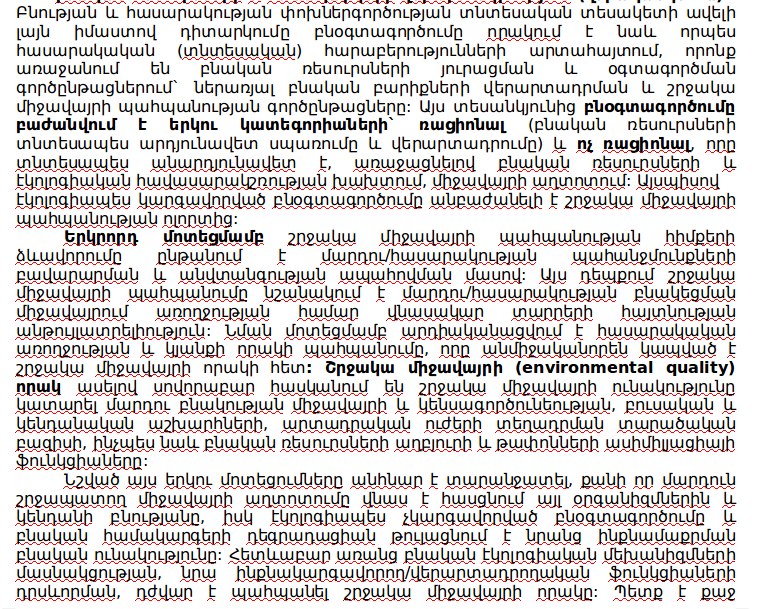 Բնության և հասարակության փոխներգործության տնտեսական տեսակետի ավելի
լայն իմաստով դիտարկումը բնօգտագործումը որակում է նաև որպես
հասարակական (տնտեսական) հարաբերությունների արտահայտում, որոնք
առաջանում են բնական ռեսուրսների յուրացման և օգտագործման
գործընթացներում՝ ներառյալ բնական բարիքների վերարտադրման և շրջակա
միջավայրի պահպանության գործընթացները: Այս տեսանկյունից բնօգտագործումը
բաժանվում է երկու կատեգորիաների՝ ռացիոնալ (բնական ռեսուրսների
տնտեսապես արդյունավետ սպառումը և վերարտադրումը) և ոչ ռացիոնալ, որը
տնտեսապես անարդյունավետ է, առաջացնելով բնական ռեսուրսների և
էկոլոգիական հավասարակշռության խախտում, միջավայրի աղտոտում: Այսպիսով
էկոլոգիապես կարգավորված բնօգտագործումը անբաժանելի է շրջակա միջավայրի
պահպանության ոլորտից:
Երկրորդ մոտեցմամբ շրջակա միջավայրի պահպանության հիմքերի
ձևավորումը ընթանում է մարդու/հասարակության պահանջմունքների
բավարարման և անվտանգության ապահովման մասով: Այս դեպքում շրջակա
միջավայրի պահպանումը նշանակում է մարդու/հասարակության բնակեցման
միջավայրում առողջության համար վնասակար տարրերի հայտնության
անթույլատրելիություն: Նման մոտեցմամբ արդիականացվում է հասարակական
առողջության և կյանքի որակի պահպանումը, որը անմիջականորեն կապված է
շրջակա միջավայրի որակի հետ: Շրջակա միջավայրի (environmental quality)
որակ ասելով սովորաբար հասկանում են շրջակա միջավայրի ունակությունը
կատարել մարդու բնակության միջավայրի և կենսագործունեության, բուսական և
կենդանական աշխարհների, արտադրական ուժերի տեղադրման տարածական
բազիսի, ինչպես նաև բնական ռեսուրսների աղբյուրի և թափոնների ասիմիլյացիայի
ֆունկցիաները:
Նշված այս երկու մոտեցումները անհնար է տարանջատել, քանի որ մարդուն
շրջապատող միջավայրի աղտոտումը վնաս է հասցնում այլ օրգանիզմներին և
կենդանի բնությանը, իսկ էկոլոգիապես չկարգավորված բնօգտագործումը և
բնական համակարգերի դեգրադացիան թուլացնում է նրանց ինքնամաքրման
բնական ունակությունը: Հետևաբար առանց բնական էկոլոգիական մեխանիզմների
մասնակցության, նրա ինքնակարգավորող/վերարտադրողական ֆունկցիաների
դրսևորման, դժվար է պահպանել շրջակա միջավայրի որակը: Պետք է քաջ